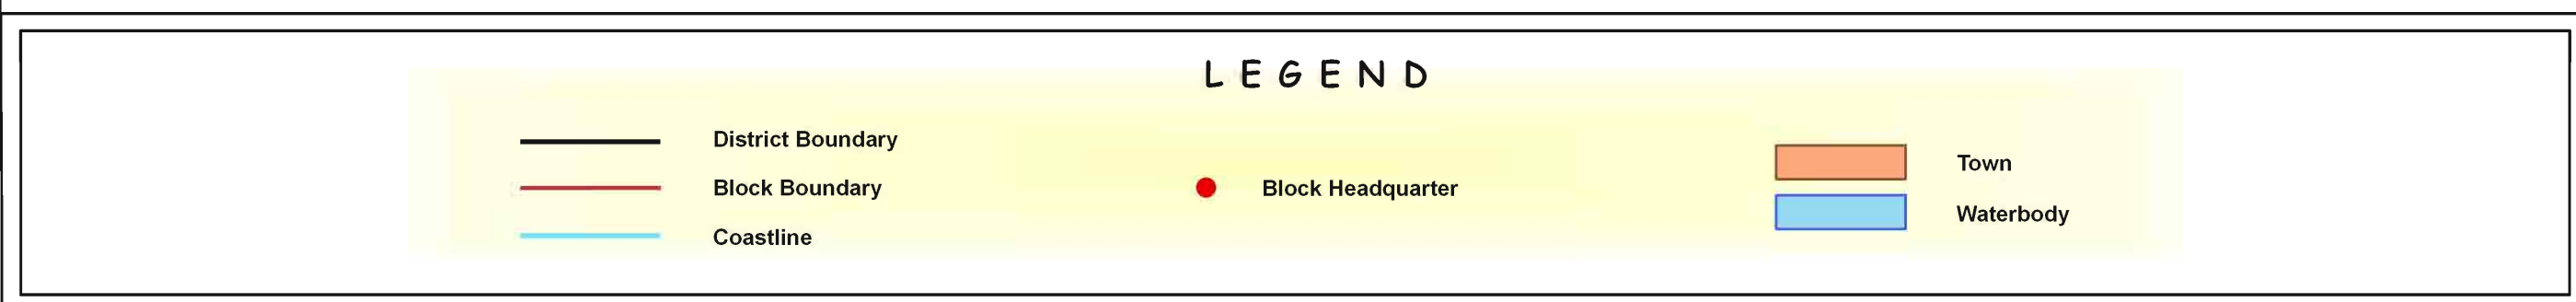 LEGEND
District Boundary
Block Boundary
Coastline
Block Headquarter
Town
Waterbody